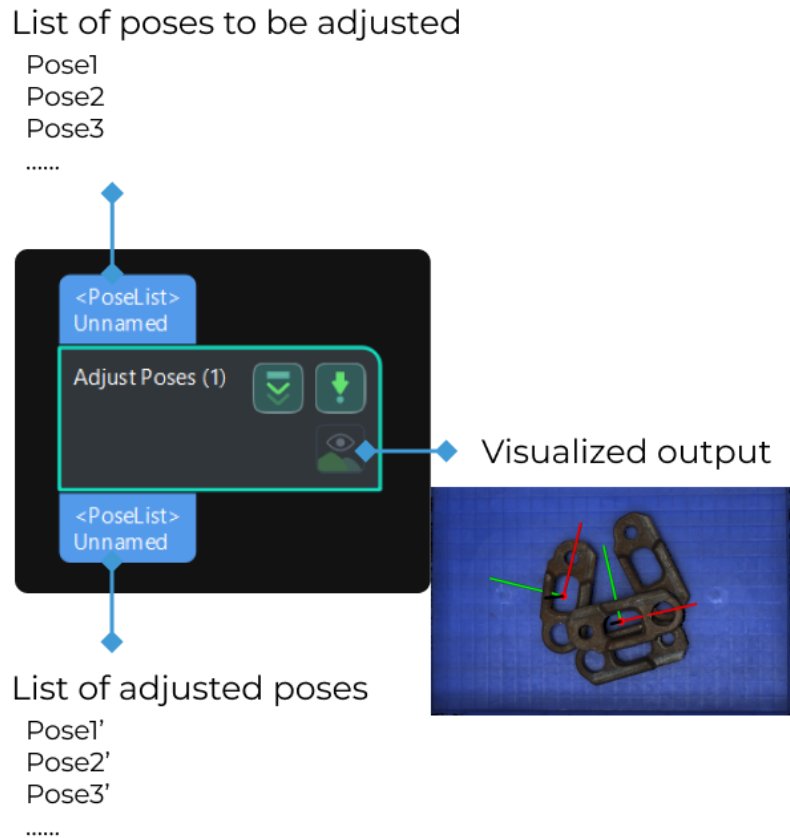 List of poses to be adjusted
Pose1
Pose2
Pose3
......
<PoseList>
Unnamed
Adjust Poses (1)
Visualized output
<PoseList>
Unnamed
List of adjusted poses
Pose1’
Pose2’
Pose3’
......